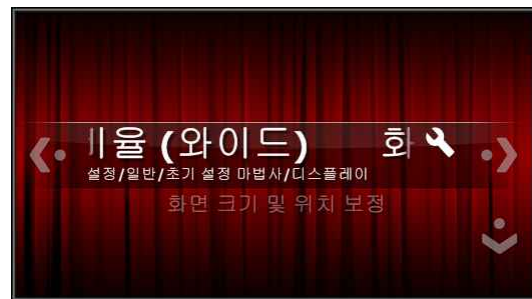 율 (와이드) 화
설정/일반/초기 설정 마법사/디스플레이
화면 크기 및 위치 보정